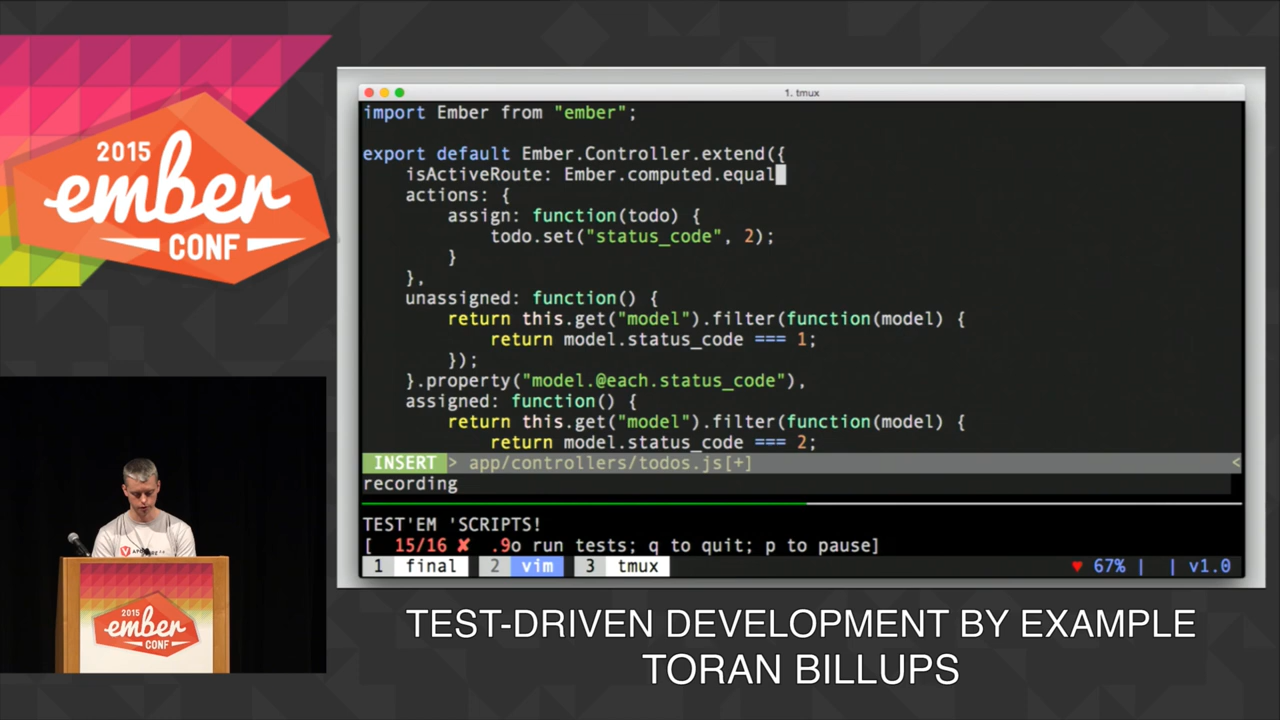 2015
ember
CONF
1. tmux
import Ember from "ember";
export default Ember.Controller.extend({
isActiveRoute: Ember.computed.equal
actions: {
assign: function(todo) {
todo.set("status_code", 2);
}
},
unassigned: function() {
return this.get("model").filter(function(model) {
return model.status_code === 1;
});
}.property("model.@each.status_code"),
assigned: function() {
return this.get("model").filter(function(model) {
return model.status_code === 2;
INSERT > app/controllers/todos.js[+] <
recording
TEST'EM 'SCRIPTS!
[ 15/16 ✘ .9o run tests; q to quit; p to pause]
1 final 2 vim 3 tmux ♥ 67% | | v1.0
2015
ember
CONF
TEST-DRIVEN DEVELOPMENT BY EXAMPLE
TORAN BILLUPS